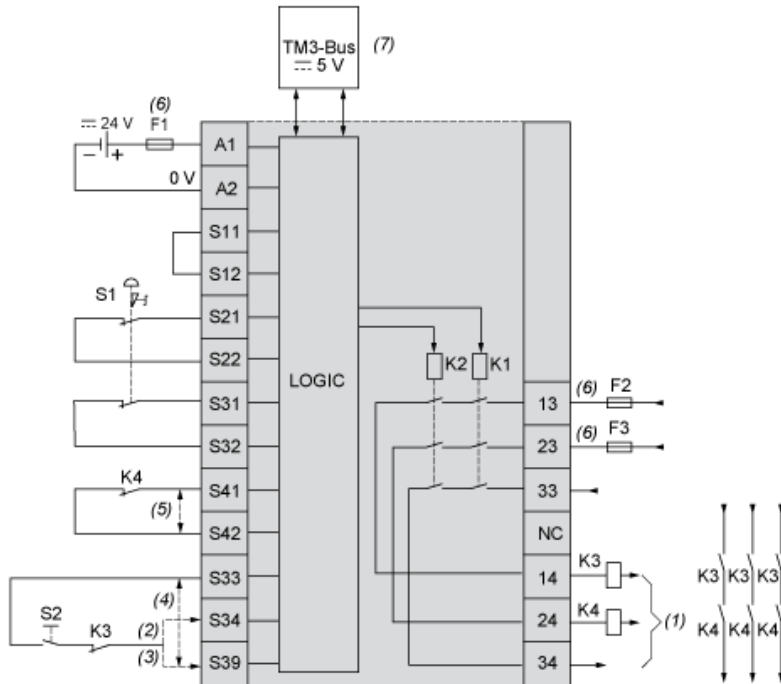 TM3-Bus
5 V
(7)
(6)
24 V
F1
– +
0 V
A1
A2
S11
S12
S1
S21
S22
S31
S32
K4
S41
(5)
S42
S33
(4)
S2
K3
(2)
S34
(3)
S39
LOGIC
K2
K1
13
(6)
F2
23
(6)
F3
33
NC
14
K3
24
K4
34
(1)
K3 K3 K3
K4 K4 K4